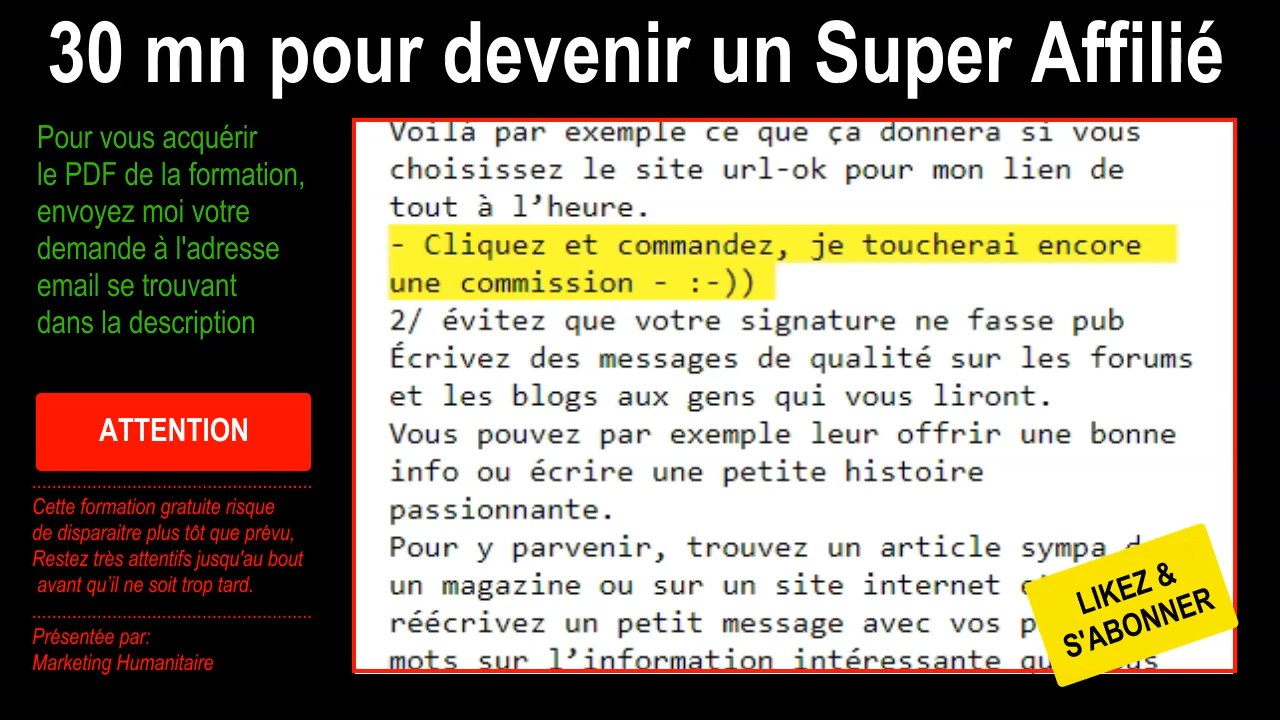 30 mn pour devenir un Super Affilié
Pour vous acquérir
le PDF de la formation,
envoyez moi votre
demande à l'adresse
email se trouvant
dans la description
ATTENTION
Cette formation gratuite risque
de disparaitre plus tôt que prévu,
Restez très attentifs jusqu'au bout
avant qu'il ne soit trop tard.
Présentée par:
Marketing Humanitaire
Voilà par exemple ce que ça donnera si vous
choisissez le site url-ok pour mon lien de
tout à l’heure.
- Cliquez et commandez, je toucherai encore
une commission - :-))
2/ évitez que votre signature ne fasse pub
Écrivez des messages de qualité sur les forums
et les blogs aux gens qui vous liront.
Vous pouvez par exemple leur offrir une bonne
info ou écrire une petite histoire
passionnante.
Pour y parvenir, trouvez un article sympa
un magazine ou sur un site internet
réécrivez un petit message avec vos
mots sur l’information intéressante
LIKEZ &
S'ABONNER